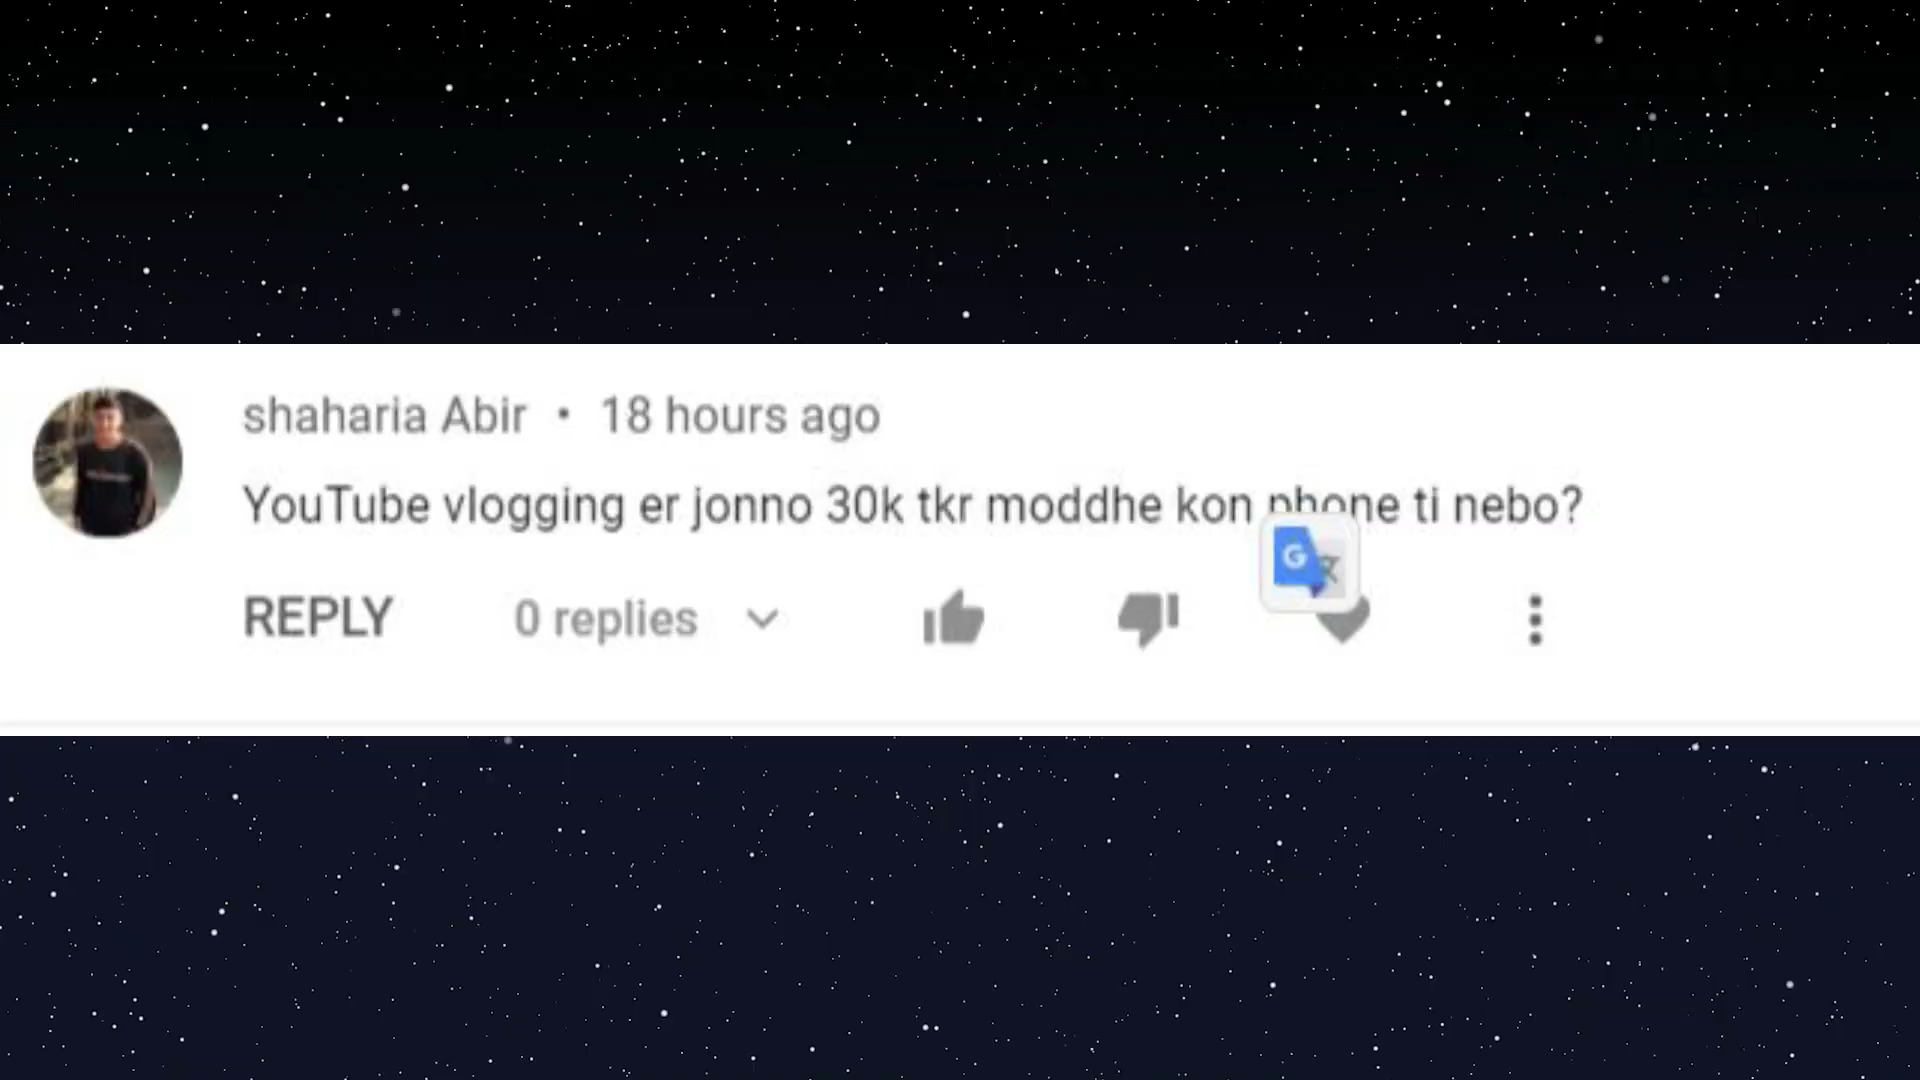 shaharia Abir • 18 hours ago
YouTube vlogging er jonno 30k tkr moddhe kon phone ti nebo?
REPLY 0 replies